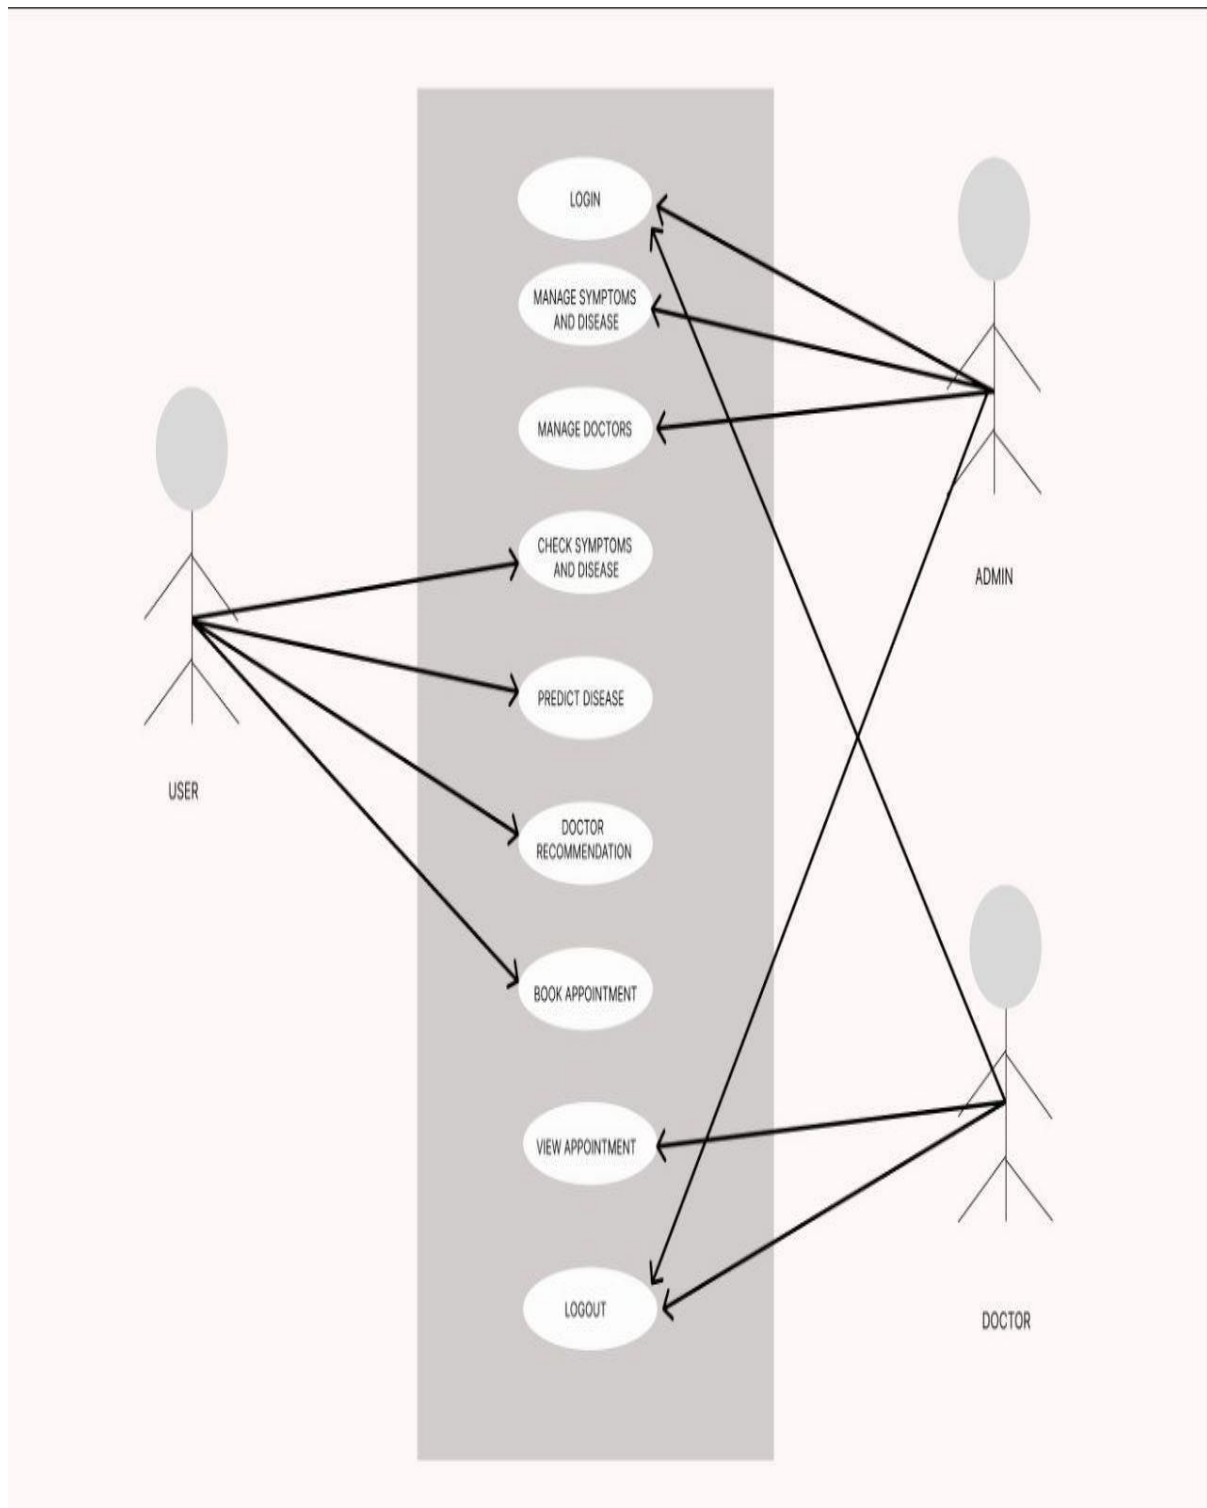 LOGIN
MANAGE SYMPTOMS
AND DISEASE
MANAGE DOCTORS
CHECK SYMPTOMS
AND DISEASE
ADMIN
PREDICT DISEASE
USER
DOCTOR
RECOMMENDATION
BOOK APPOINTMENT
VIEW APPOINTMENT
LOGOUT
DOCTOR